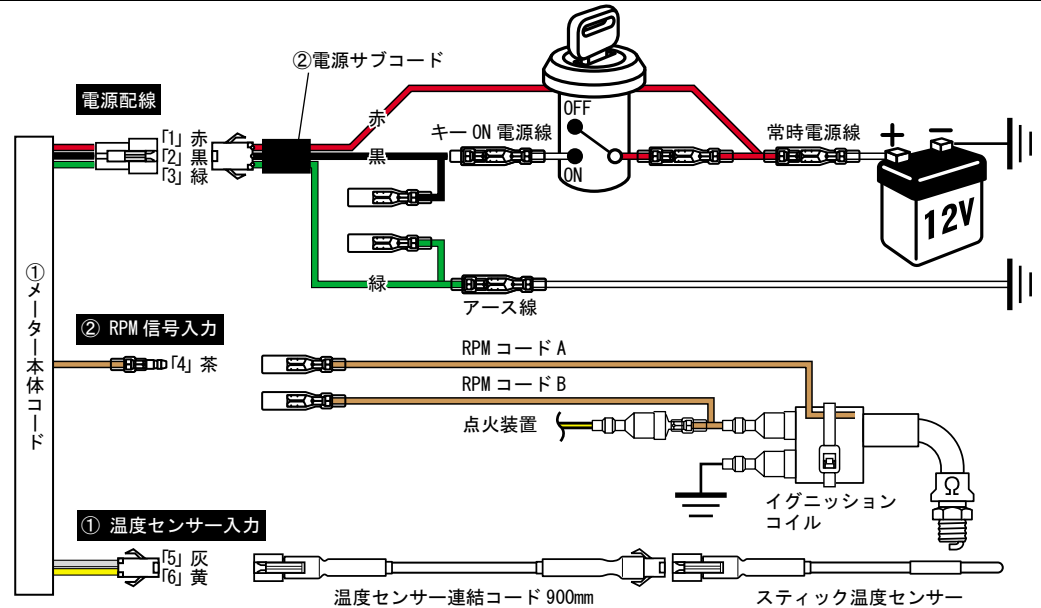 ②電源サブコード
電源配線
「1」赤
「2」黒
「3」緑
赤
黒
緑
キー ON 電源線
OFF
ON
常時電源線
+
−
12V
アース線
①メーター本体コード
② RPM 信号入力
「4」茶
RPM コード A
RPM コード B
点火装置
イグニッション
コイル
Ω
① 温度センサー入力
「5」灰
「6」黄
温度センサー連結コード 900mm
スティック温度センサー